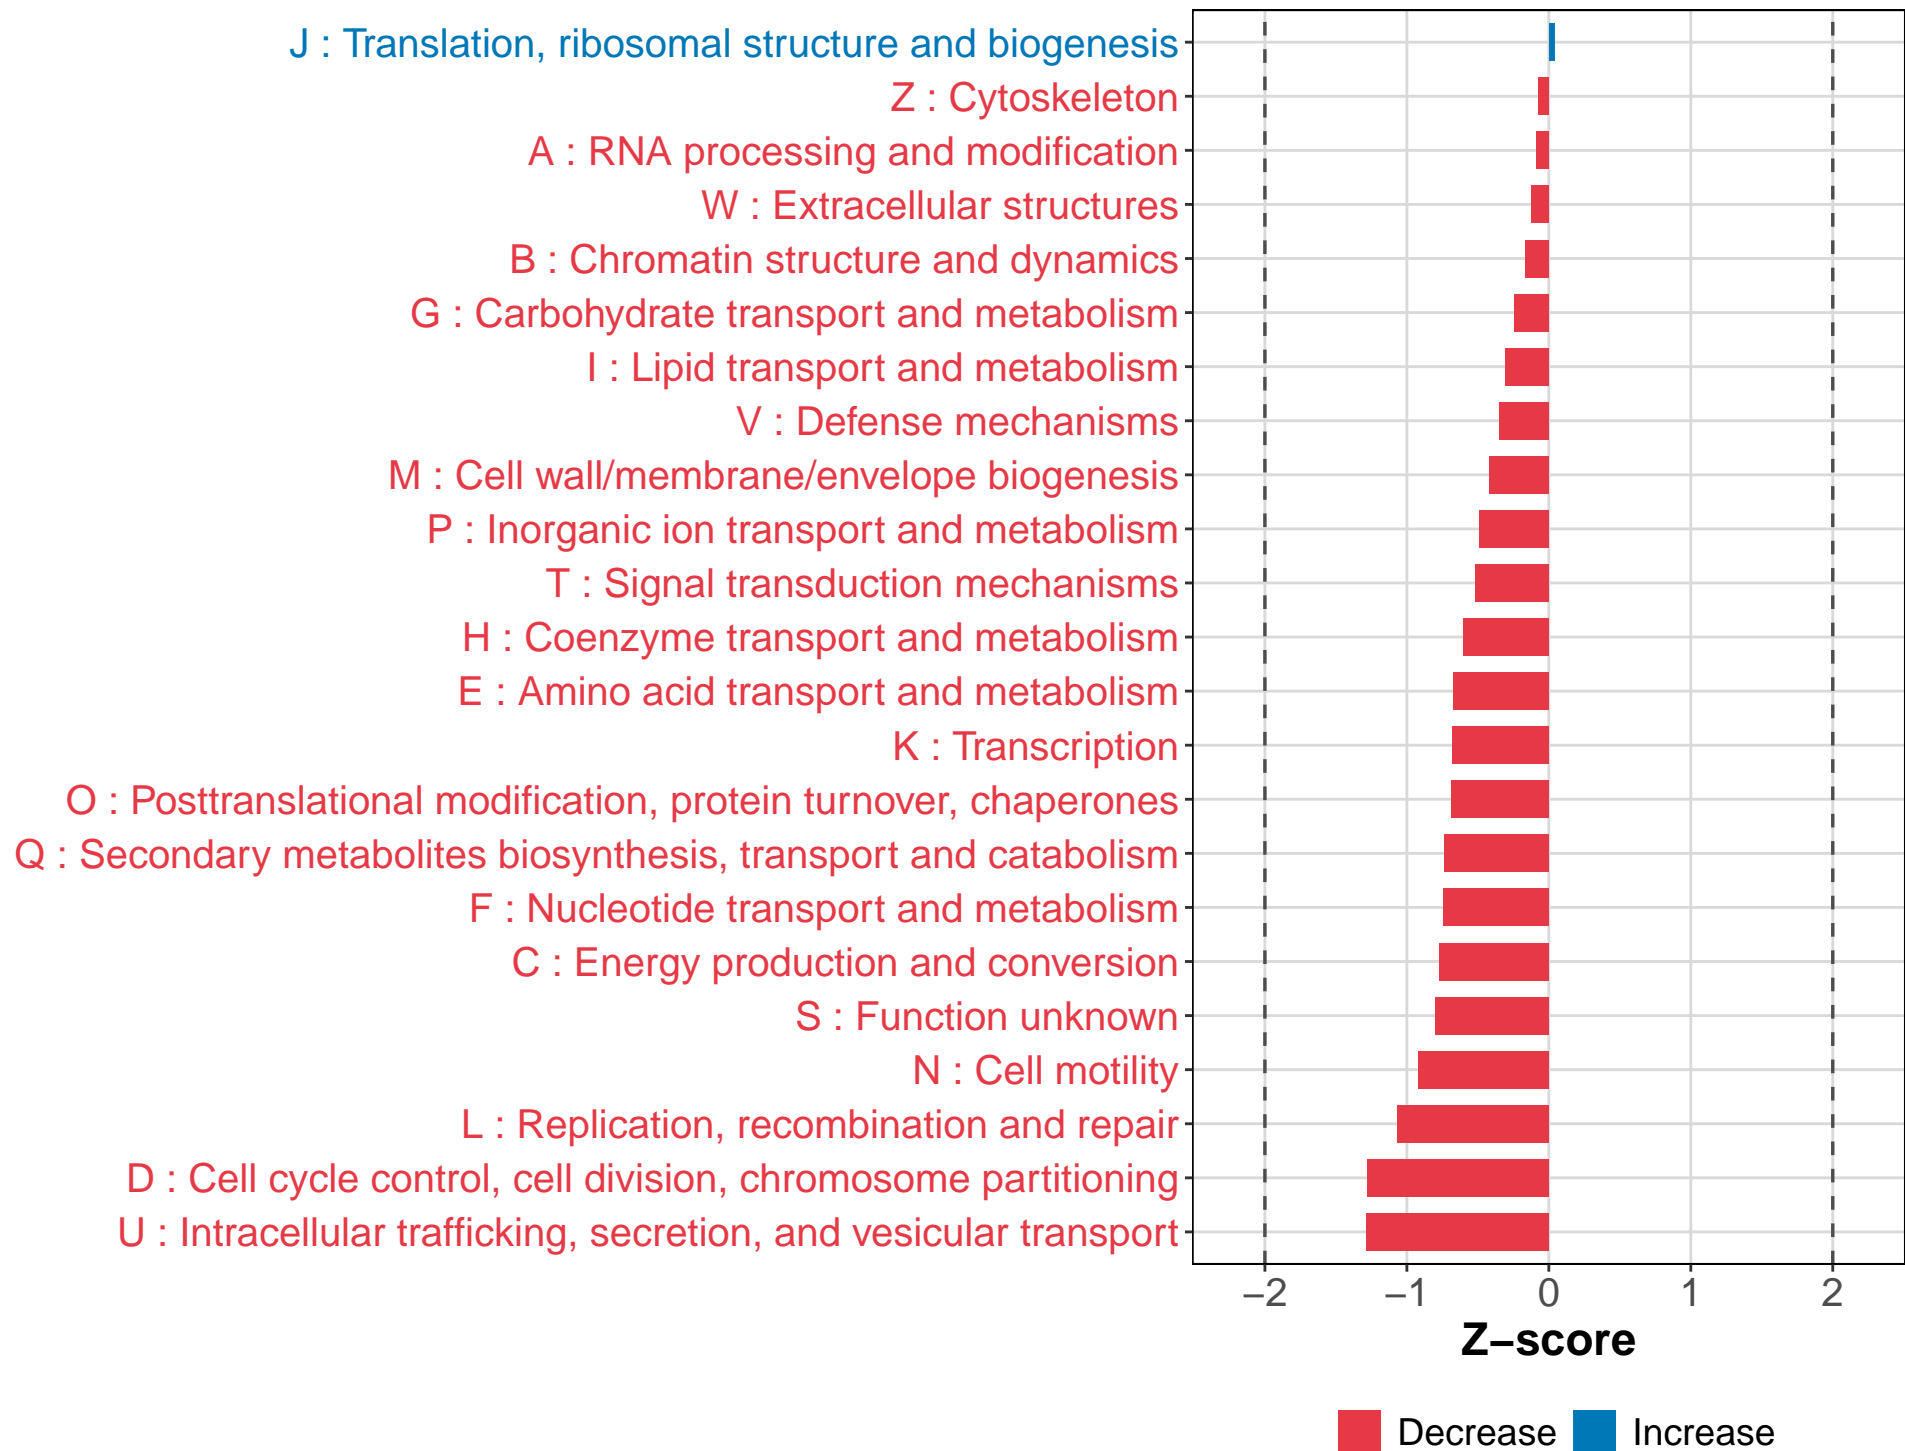 J : Translation, ribosomal structure and biogenesis
Z : Cytoskeleton
A : RNA processing and modification
W : Extracellular structures
B : Chromatin structure and dynamics
G : Carbohydrate transport and metabolism
I : Lipid transport and metabolism
V : Defense mechanisms
M : Cell wall/membrane/envelope biogenesis
P : Inorganic ion transport and metabolism
T : Signal transduction mechanisms
H : Coenzyme transport and metabolism
E : Amino acid transport and metabolism
K : Transcription
O : Posttranslational modification, protein turnover, chaperones
Q : Secondary metabolites biosynthesis, transport and catabolism
F : Nucleotide transport and metabolism
C : Energy production and conversion
S : Function unknown
N : Cell motility
L : Replication, recombination and repair
D : Cell cycle control, cell division, chromosome partitioning
U : Intracellular trafficking, secretion, and vesicular transport
−2 −1 0 1 2
Z−score
Decrease Increase